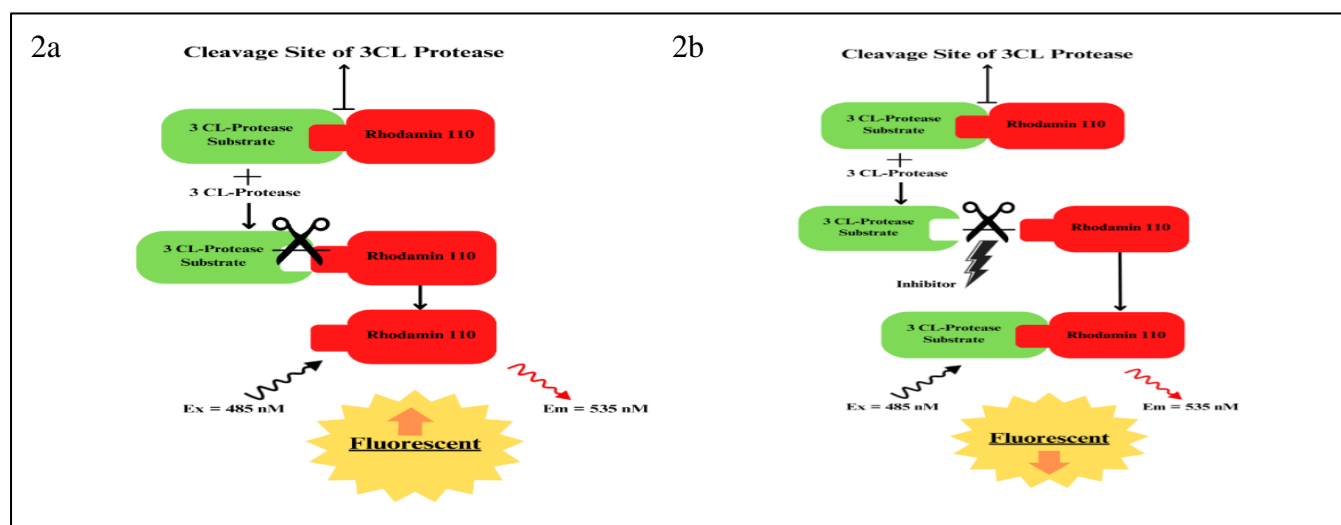 2a
Cleavage Site of 3CL Protease
3 CL-Protease
Substrate
Rhodamin 110
3 CL-Protease
3 CL-Protease
Substrate
Rhodamin 110
Rhodamin 110
Ex = 485 nM
Em = 535 nM
Fluorescent
2b
Cleavage Site of 3CL Protease
3 CL-Protease
Substrate
Rhodamin 110
3 CL-Protease
3 CL-Protease
Substrate
Rhodamin 110
Inhibitor
3 CL-Protease
Substrate
Rhodamin 110
Ex = 485 nM
Em = 535 nM
Fluorescent